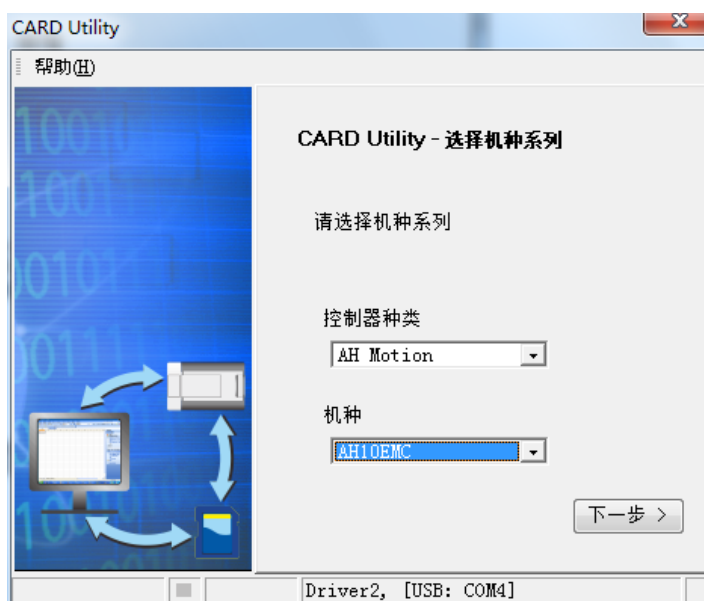 CARD Utility
帮助(H)
CARD Utility - 选择机种系列
请选择机种系列
控制器种类
AH Motion
机种
AH10EMC
下一步 >
Driver2, [USB: COM4]